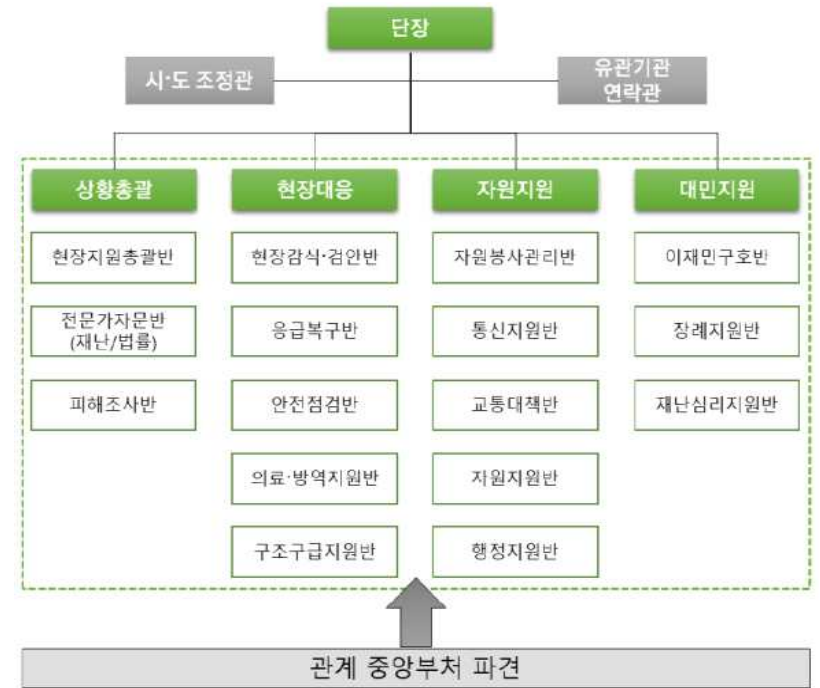 단장
시·도 조정관
유관기관
연락관
상황총괄
현장지원총괄반
전문가자문반
(재난/법률)
피해조사반
현장대응
현장감식·검안반
응급복구반
안전점검반
의료·방역지원반
구조구급지원반
자원지원
자원봉사관리반
통신지원반
교통대책반
자원지원반
행정지원반
대민지원
이재민구호반
장례지원반
재난심리지원반
관계 중앙부처 파견